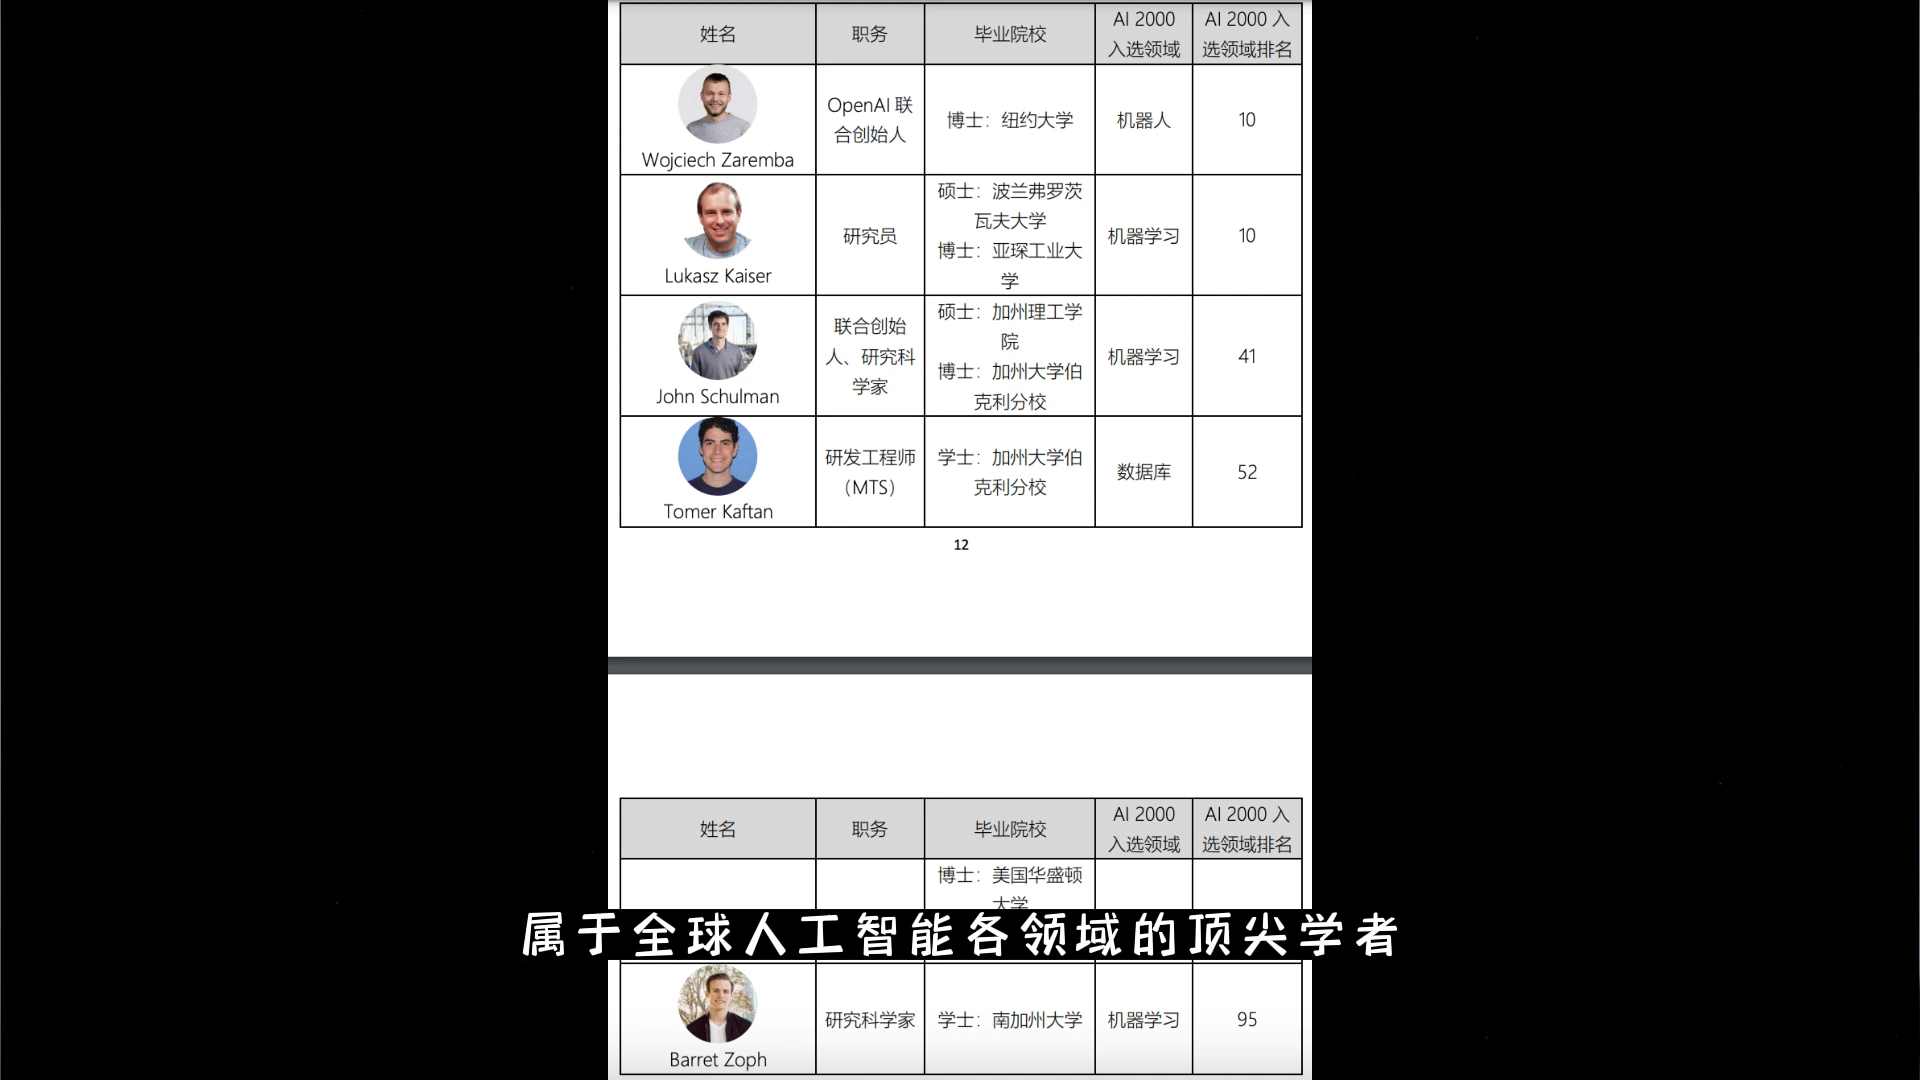 姓名 职务 毕业院校 AI 2000 入选领域 AI 2000 入选领域排名
Wojciech Zaremba OpenAI 联合创始人 博士：纽约大学 机器人 10
Lukasz Kaiser 研究员 硕士：波兰弗罗茨瓦夫大学 博士：亚琛工业大学 机器学习 10
John Schulman 联合创始人、研究科学家 硕士：加州理工学院 博士：加州大学伯克利分校 机器学习 41
Tomer Kaftan 研发工程师（MTS） 学士：加州大学伯克利分校 数据库 52
12
姓名 职务 毕业院校 AI 2000 入选领域 AI 2000 入选领域排名
博士：美国华盛顿大学
属于全球人工智能各领域的顶尖学者
Barret Zoph 研究科学家 学士：南加州大学 机器学习 95